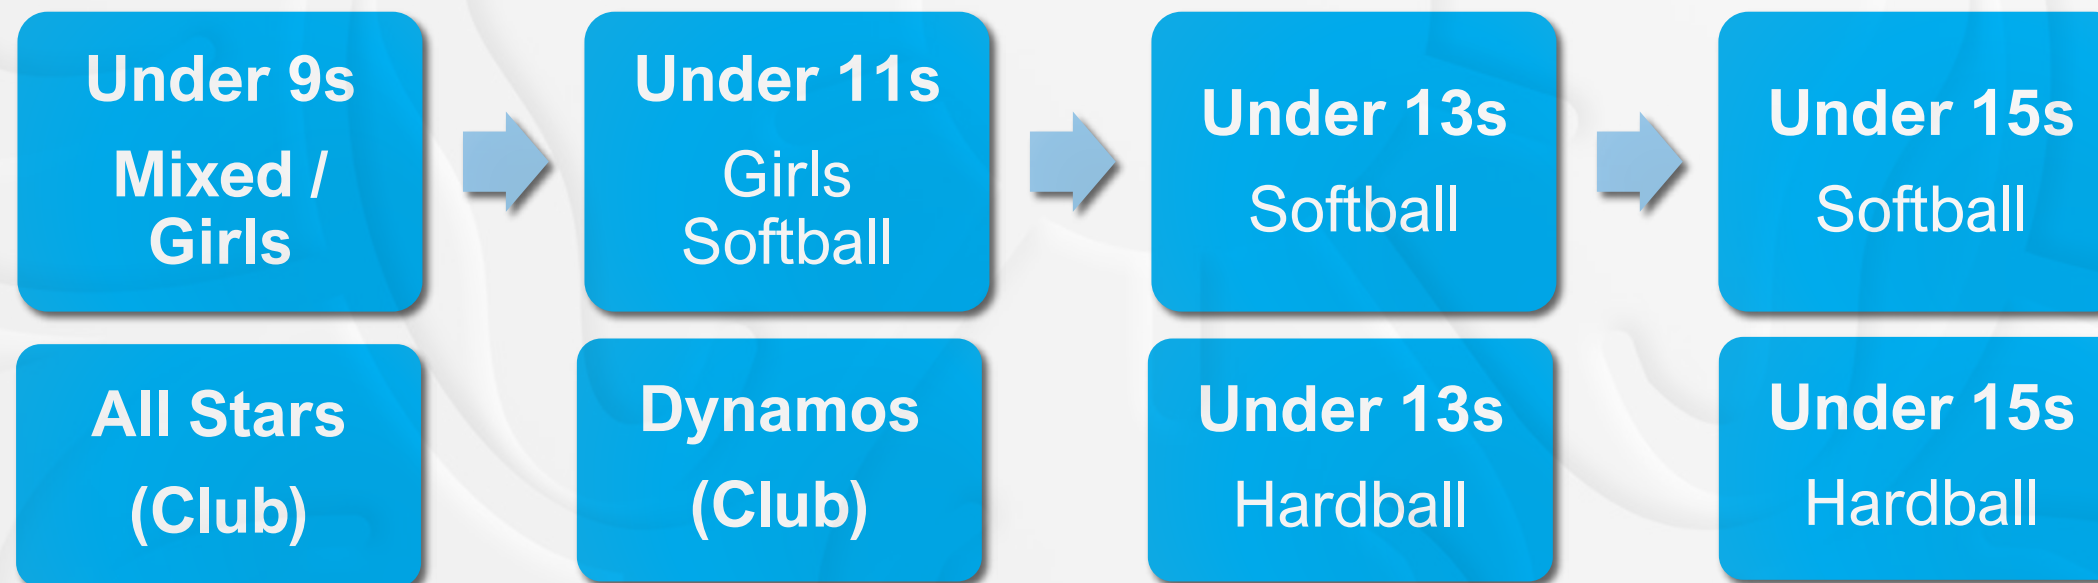 Under 9s
Mixed /
Girls
Under 11s
Girls
Softball
Under 13s
Softball
Under 15s
Softball
All Stars
(Club)
Dynamos
(Club)
Under 13s
Hardball
Under 15s
Hardball